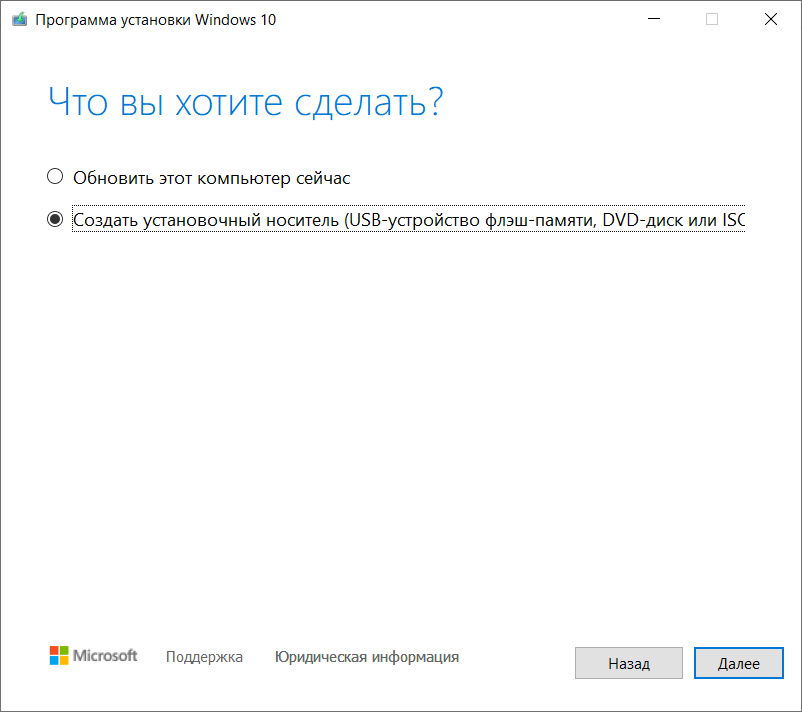 Программа установки Windows 10
Что вы хотите сделать?
Обновить этот компьютер сейчас
Создать установочный носитель (USB-устройство флэш-памяти, DVD-диск или ISO
Microsoft Поддержка Юридическая информация Назад Далее